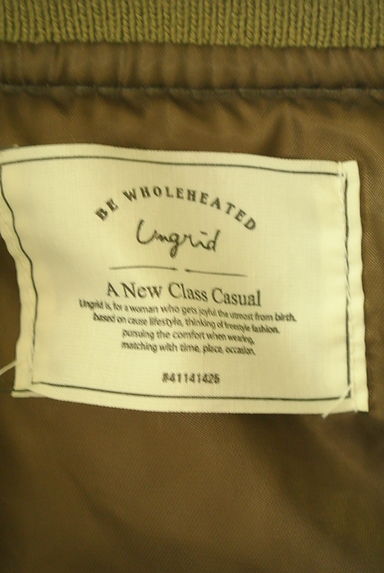 BE WHOLEHEATED
Ungrid
A New Class Casual
Ungrid is, for a woman who gets joyful the utmost from birth.
based on cause lifestyle, thinking of freestyle fashion.
pursuing the comfort when wearing,
matching with time, place, occasion.
#41141425